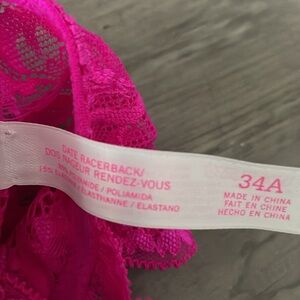 DATE RACERBACK/
DOS NAGEUR RENDEZ-VOUS
POLYAMIDE / POLIAMIDA
ELASTHANNE / ELASTANO
34A
MADE IN CHINA
FAIT EN CHINE
HECHO EN CHINA